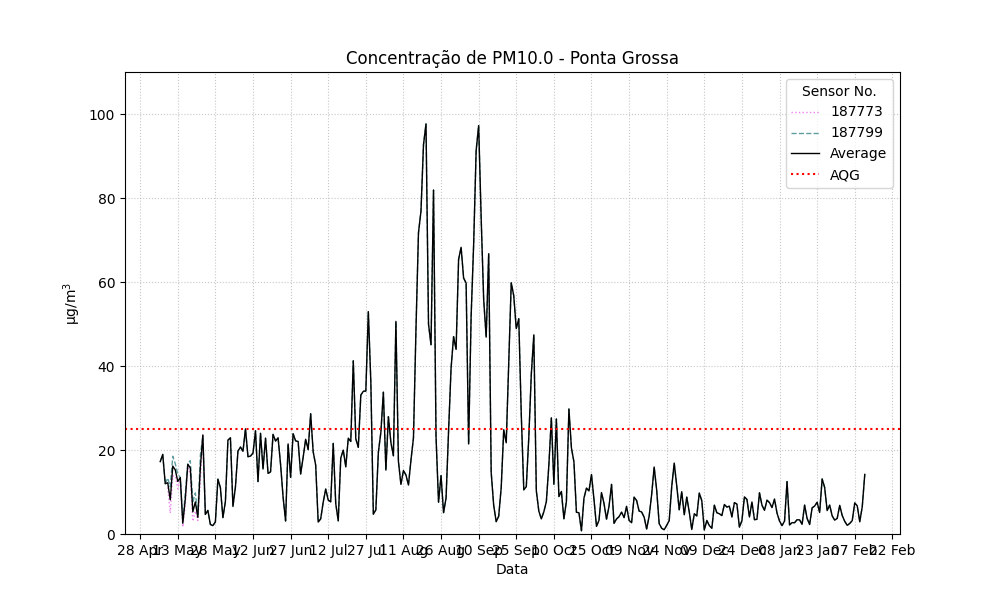 Concentração de PM10.0 - Ponta Grossa
Sensor No.
187773
187799
Average
AQG
100
80
60
40
20
0
µg/m³
28 Apr 13 May 28 May 12 Jun 27 Jun 12 Jul 27 Jul 11 Aug 26 Aug 10 Sep 25 Sep 10 Oct 25 Oct 09 Nov 24 Nov 09 Dec 24 Dec 08 Jan 23 Jan 07 Feb 22 Feb
Data